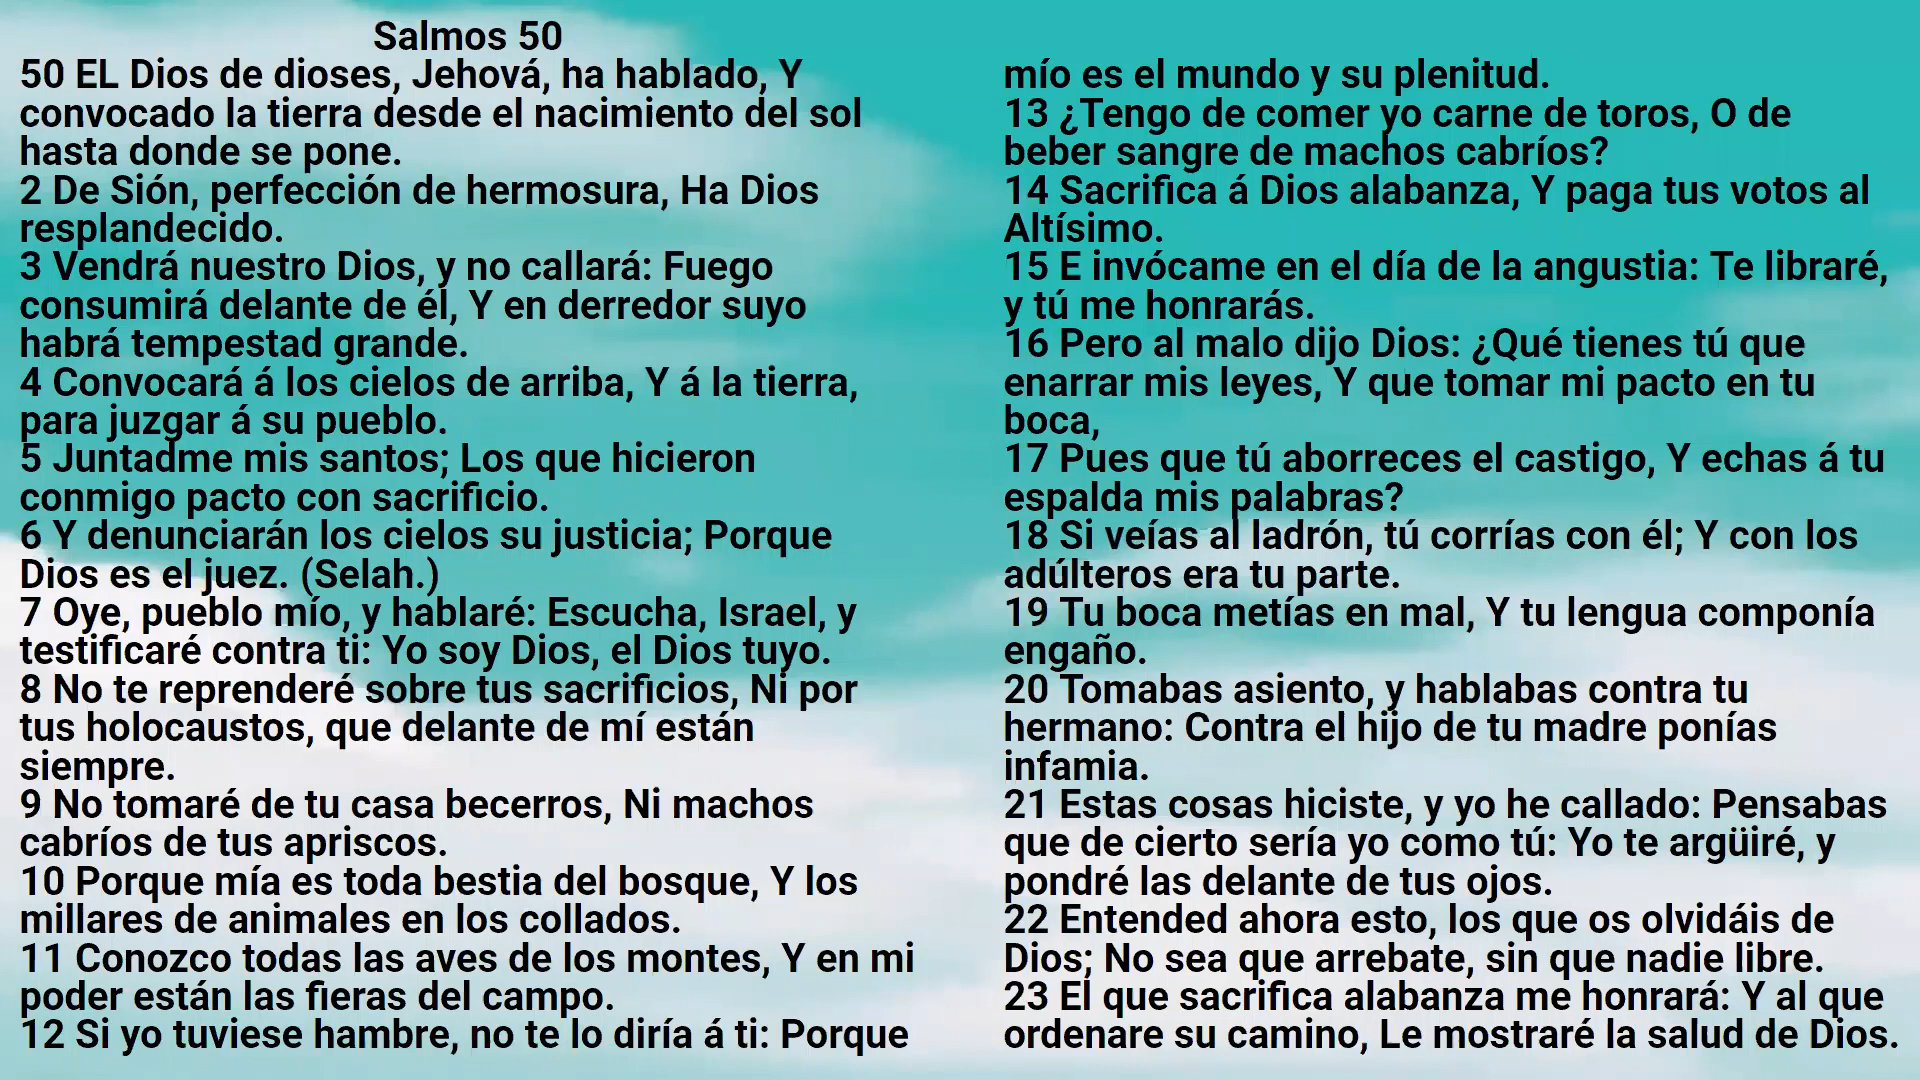 Salmos 50
50 EL Dios de dioses, Jehová, ha hablado, Y
convocado la tierra desde el nacimiento del sol
hasta donde se pone.
2 De Sión, perfección de hermosura, Ha Dios
resplandecido.
3 Vendrá nuestro Dios, y no callará: Fuego
consumirá delante de él, Y en derredor suyo
habrá tempestad grande.
4 Convocará á los cielos de arriba, Y á la tierra,
para juzgar á su pueblo.
5 Juntadme mis santos; Los que hicieron
conmigo pacto con sacrificio.
6 Y denunciarán los cielos su justicia; Porque
Dios es el juez. (Selah.)
7 Oye, pueblo mío, y hablaré: Escucha, Israel, y
testificaré contra ti: Yo soy Dios, el Dios tuyo.
8 No te reprenderé sobre tus sacrificios, Ni por
tus holocaustos, que delante de mí están
siempre.
9 No tomaré de tu casa becerros, Ni machos
cabríos de tus apriscos.
10 Porque mía es toda bestia del bosque, Y los
millares de animales en los collados.
11 Conozco todas las aves de los montes, Y en mi
poder están las fieras del campo.
12 Si yo tuviese hambre, no te lo diría á ti: Porque
mío es el mundo y su plenitud.
13 ¿Tengo de comer yo carne de toros, O de
beber sangre de machos cabríos?
14 Sacrifica á Dios alabanza, Y paga tus votos al
Altísimo.
15 E invócame en el día de la angustia: Te libraré,
y tú me honrarás.
16 Pero al malo dijo Dios: ¿Qué tienes tú que
enarrar mis leyes, Y que tomar mi pacto en tu
boca,
17 Pues que tú aborreces el castigo, Y echas á tu
espalda mis palabras?
18 Si veías al ladrón, tú corrías con él; Y con los
adúlteros era tu parte.
19 Tu boca metías en mal, Y tu lengua componía
engaño.
20 Tomabas asiento, y hablabas contra tu
hermano: Contra el hijo de tu madre ponías
infamia.
21 Estas cosas hiciste, y yo he callado: Pensabas
que de cierto sería yo como tú: Yo te argüiré, y
pondré las delante de tus ojos.
22 Entended ahora esto, los que os olvidáis de
Dios; No sea que arrebate, sin que nadie libre.
23 El que sacrifica alabanza me honrará: Y al que
ordenare su camino, Le mostraré la salud de Dios.